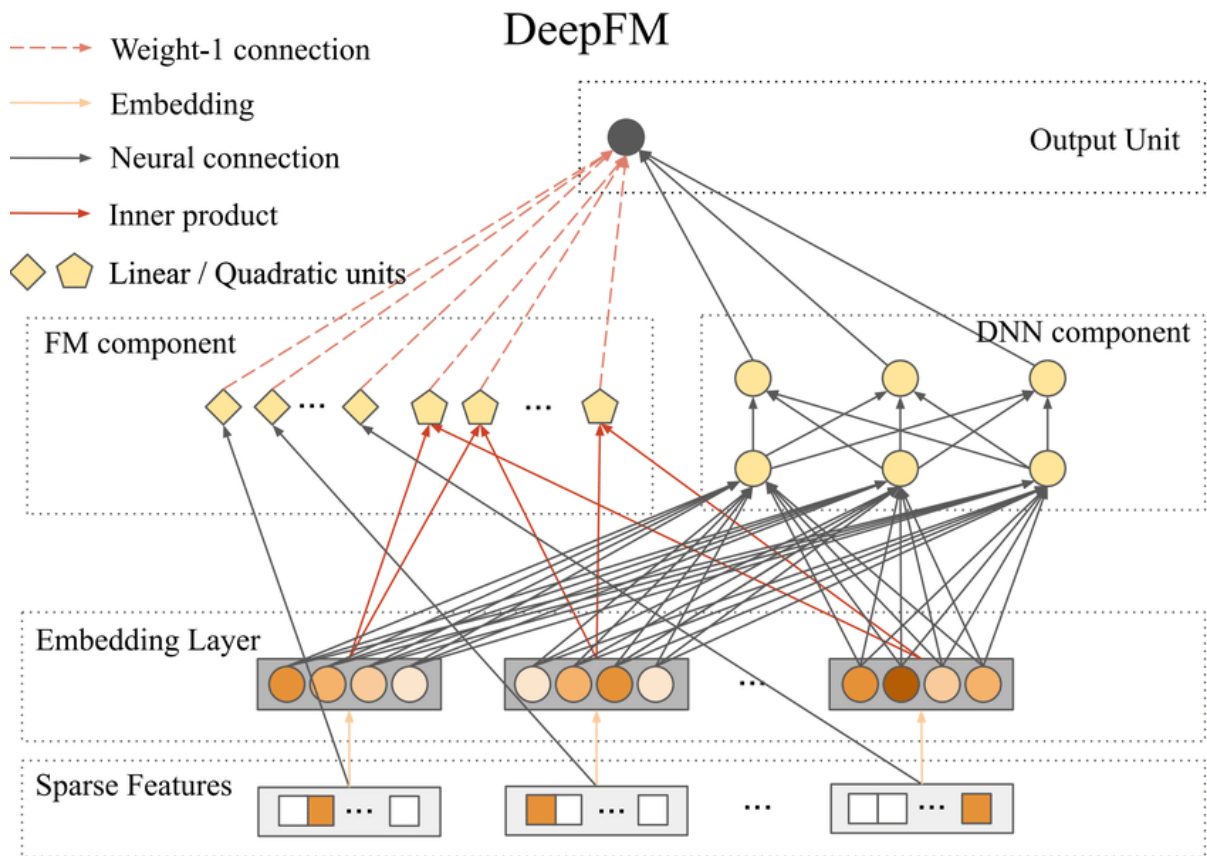 DeepFM
Weight-1 connection
Embedding
Neural connection
Inner product
Linear / Quadratic units
Output Unit
FM component
DNN component
...
...
Embedding Layer
...
Sparse Features
...
...
...
...